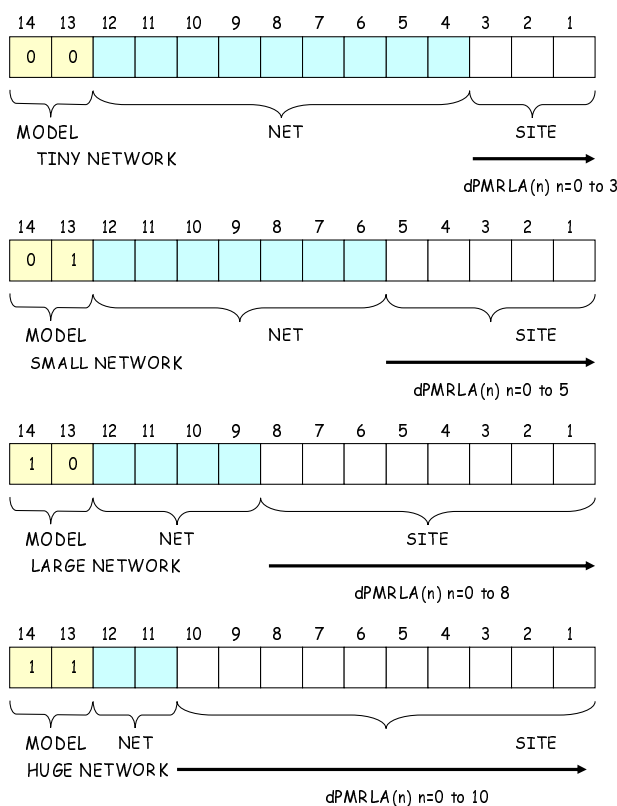 14 13 12 11 10 9 8 7 6 5 4 3 2 1
0 0
MODEL NET SITE
TINY NETWORK
dPMRLA(n) n=0 to 3
14 13 12 11 10 9 8 7 6 5 4 3 2 1
0 1
MODEL NET SITE
SMALL NETWORK
dPMRLA(n) n=0 to 5
14 13 12 11 10 9 8 7 6 5 4 3 2 1
1 0
MODEL NET SITE
LARGE NETWORK
dPMRLA(n) n=0 to 8
14 13 12 11 10 9 8 7 6 5 4 3 2 1
1 1
MODEL NET SITE
HUGE NETWORK
dPMRLA(n) n=0 to 10